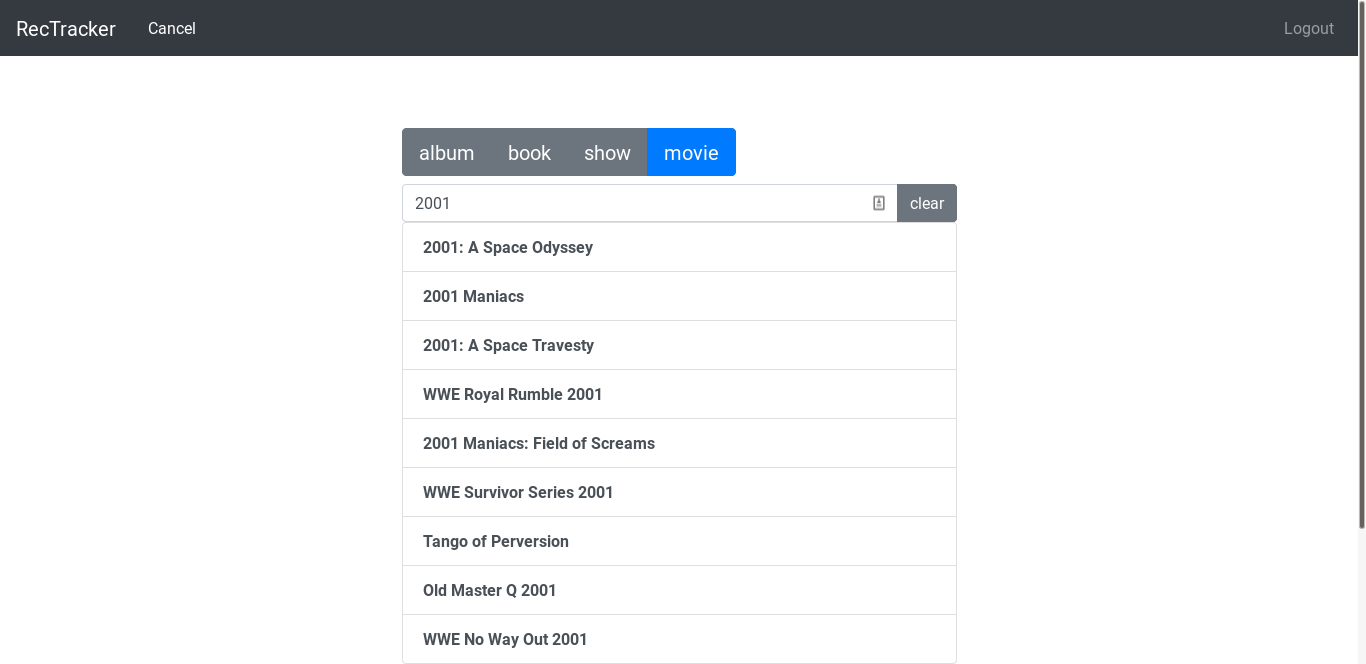 RecTracker Cancel Logout
album book show movie
2001 clear
2001: A Space Odyssey
2001 Maniacs
2001: A Space Travesty
WWE Royal Rumble 2001
2001 Maniacs: Field of Screams
WWE Survivor Series 2001
Tango of Perversion
Old Master Q 2001
WWE No Way Out 2001